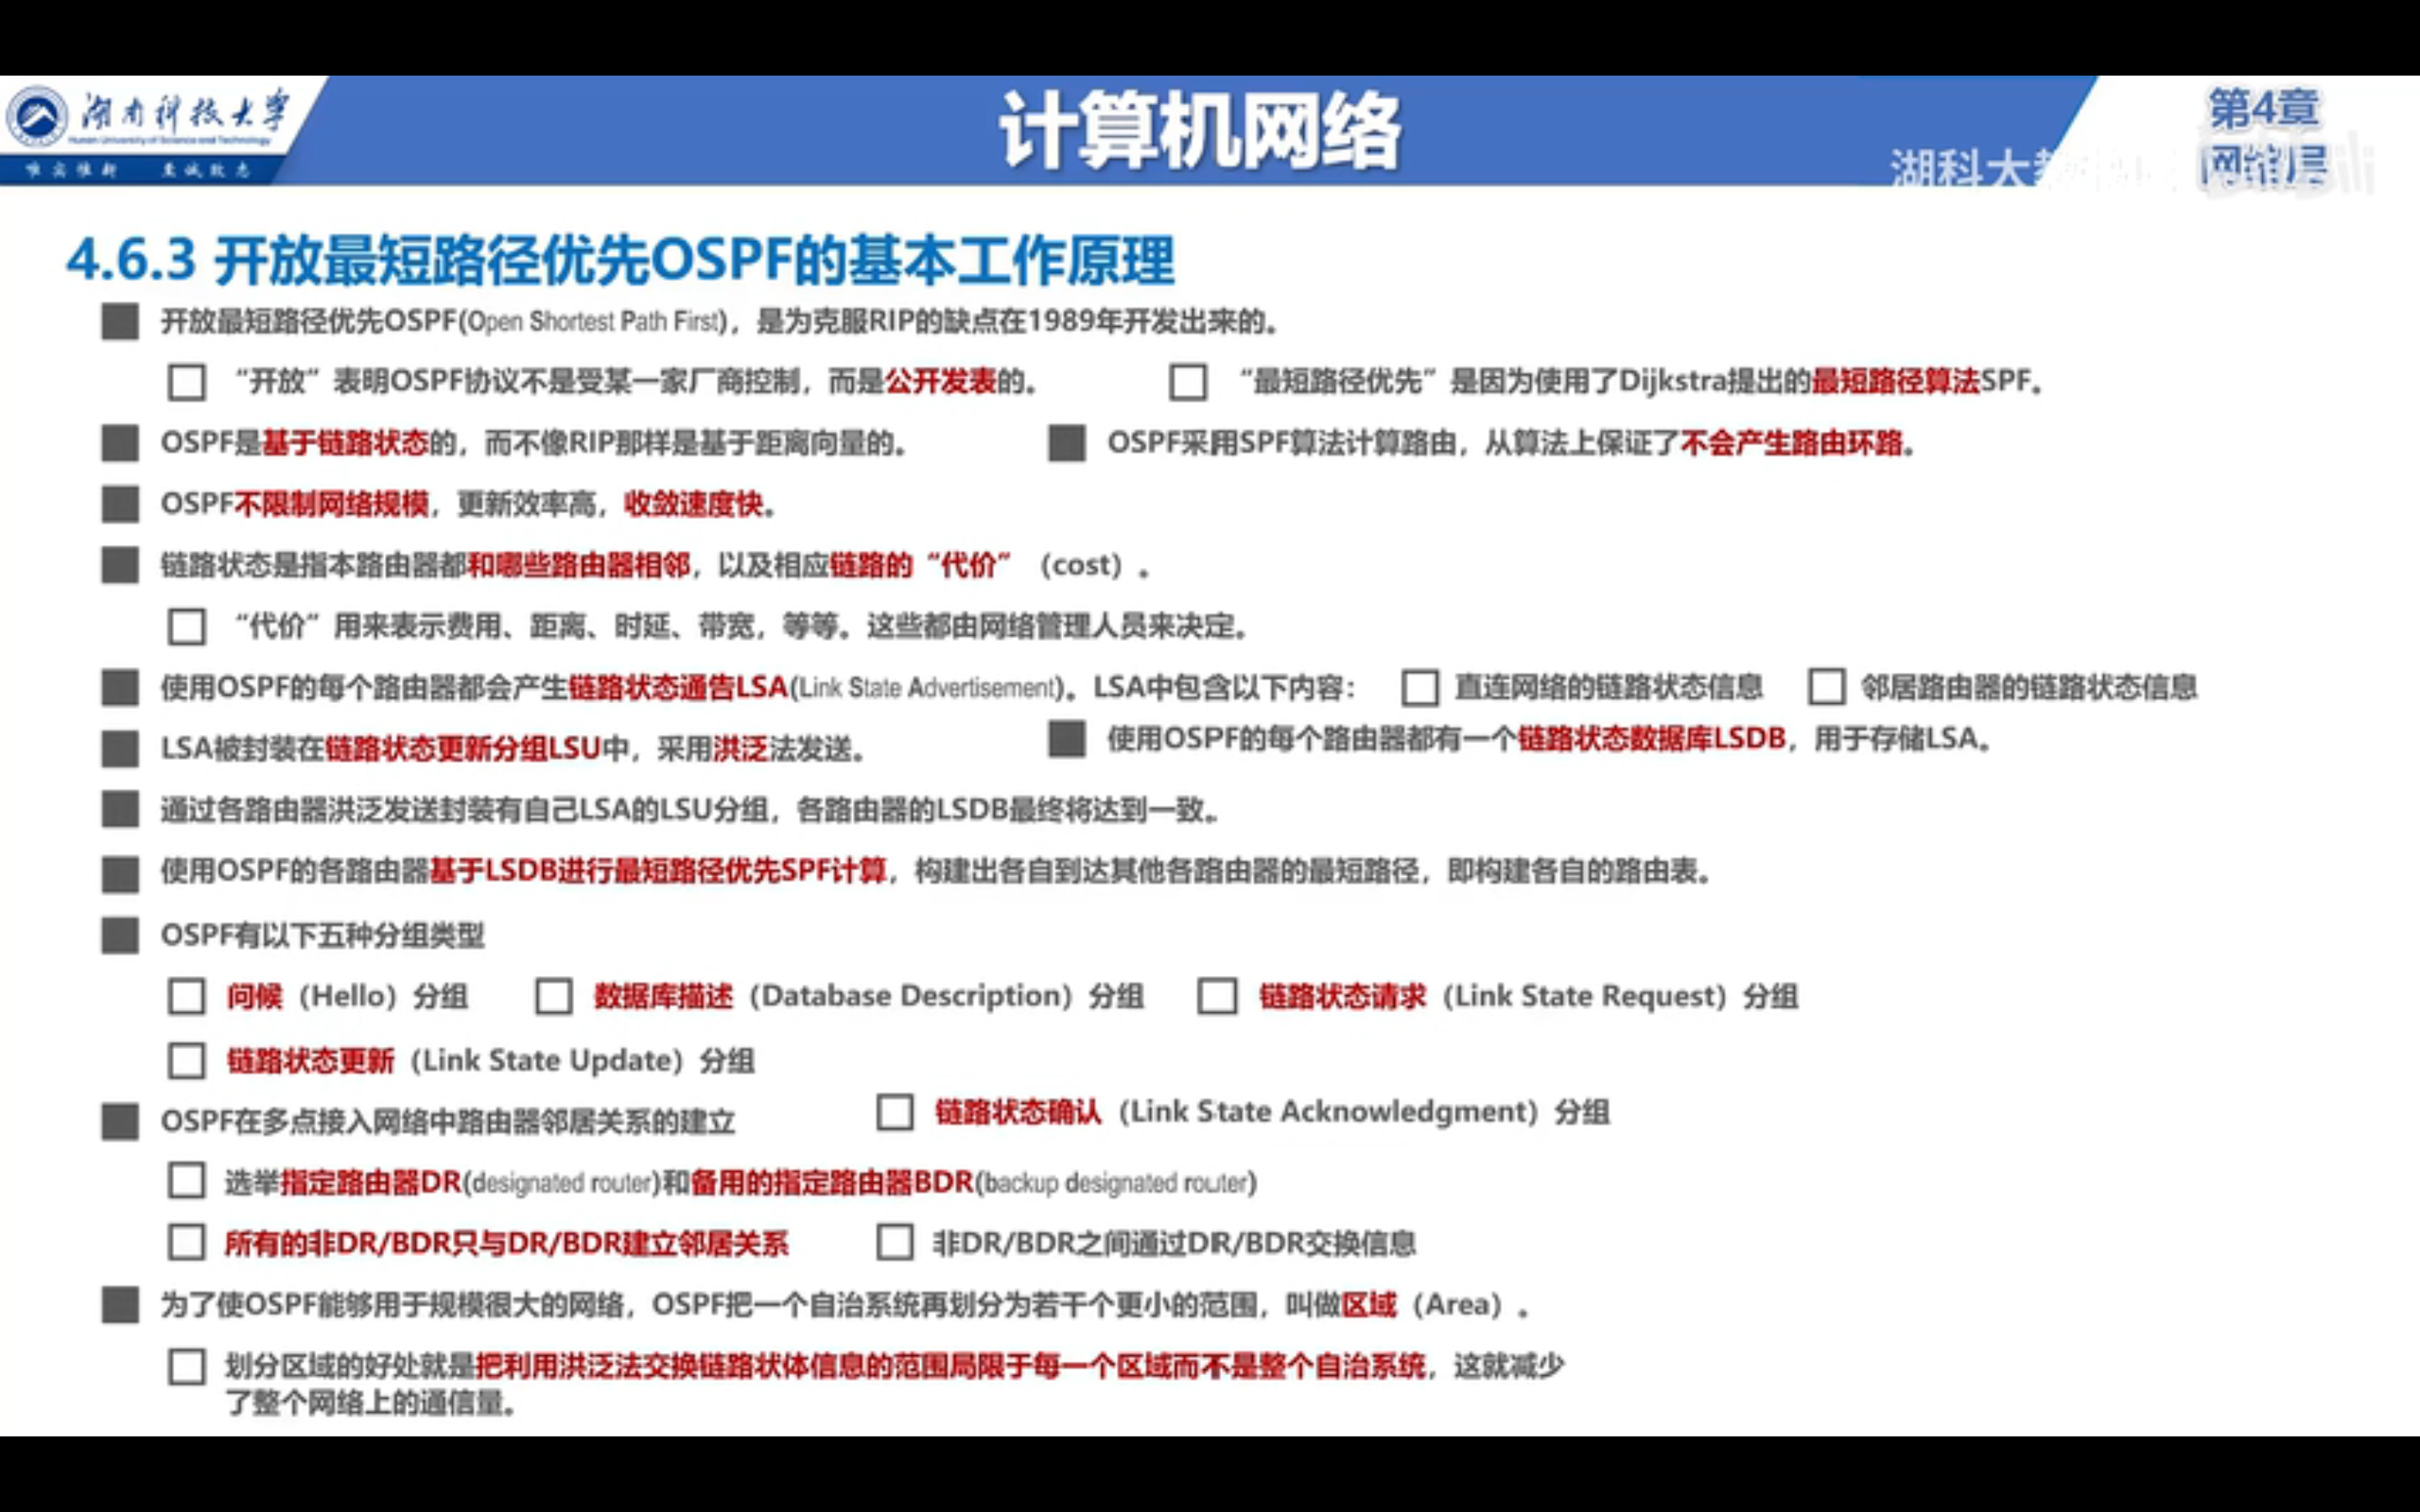 湖南科技大学
Hunan University of Science and Technology
唯实惟新 至诚致志
计算机网络
第4章
网络层
湖科大
4.6.3 开放最短路径优先OSPF的基本工作原理
开放最短路径优先OSPF(Open Shortest Path First)，是为克服RIP的缺点在1989年开发出来的。
“开放”表明OSPF协议不是受某一家厂商控制，而是公开发表的。
“最短路径优先”是因为使用了Dijkstra提出的最短路径算法SPF。
OSPF是基于链路状态的，而不像RIP那样是基于距离向量的。
OSPF采用SPF算法计算路由，从算法上保证了不会产生路由环路。
OSPF不限制网络规模，更新效率高，收敛速度快。
链路状态是指本路由器都和哪些路由器相邻，以及相应链路的“代价”（cost）。
“代价”用来表示费用、距离、时延、带宽，等等。这些都由网络管理人员来决定。
使用OSPF的每个路由器都会产生链路状态通告LSA(Link State Advertisement)。LSA中包含以下内容：
直连网络的链路状态信息
邻居路由器的链路状态信息
LSA被封装在链路状态更新分组LSU中，采用洪泛法发送。
使用OSPF的每个路由器都有一个链路状态数据库LSDB，用于存储LSA。
通过各路由器洪泛发送封装有自己LSA的LSU分组，各路由器的LSDB最终将达到一致。
使用OSPF的各路由器基于LSDB进行最短路径优先SPF计算，构建出各自到达其他各路由器的最短路径，即构建各自的路由表。
OSPF有以下五种分组类型
问候（Hello）分组
数据库描述（Database Description）分组
链路状态请求（Link State Request）分组
链路状态更新（Link State Update）分组
链路状态确认（Link State Acknowledgment）分组
OSPF在多点接入网络中路由器邻居关系的建立
选举指定路由器DR(designated router)和备用的指定路由器BDR(backup designated router)
所有的非DR/BDR只与DR/BDR建立邻居关系
非DR/BDR之间通过DR/BDR交换信息
为了使OSPF能够用于规模很大的网络，OSPF把一个自治系统再划分为若干个更小的范围，叫做区域（Area）。
划分区域的好处就是把利用洪泛法交换链路状体信息的范围局限于每一个区域而不是整个自治系统，这就减少
了整个网络上的通信量。